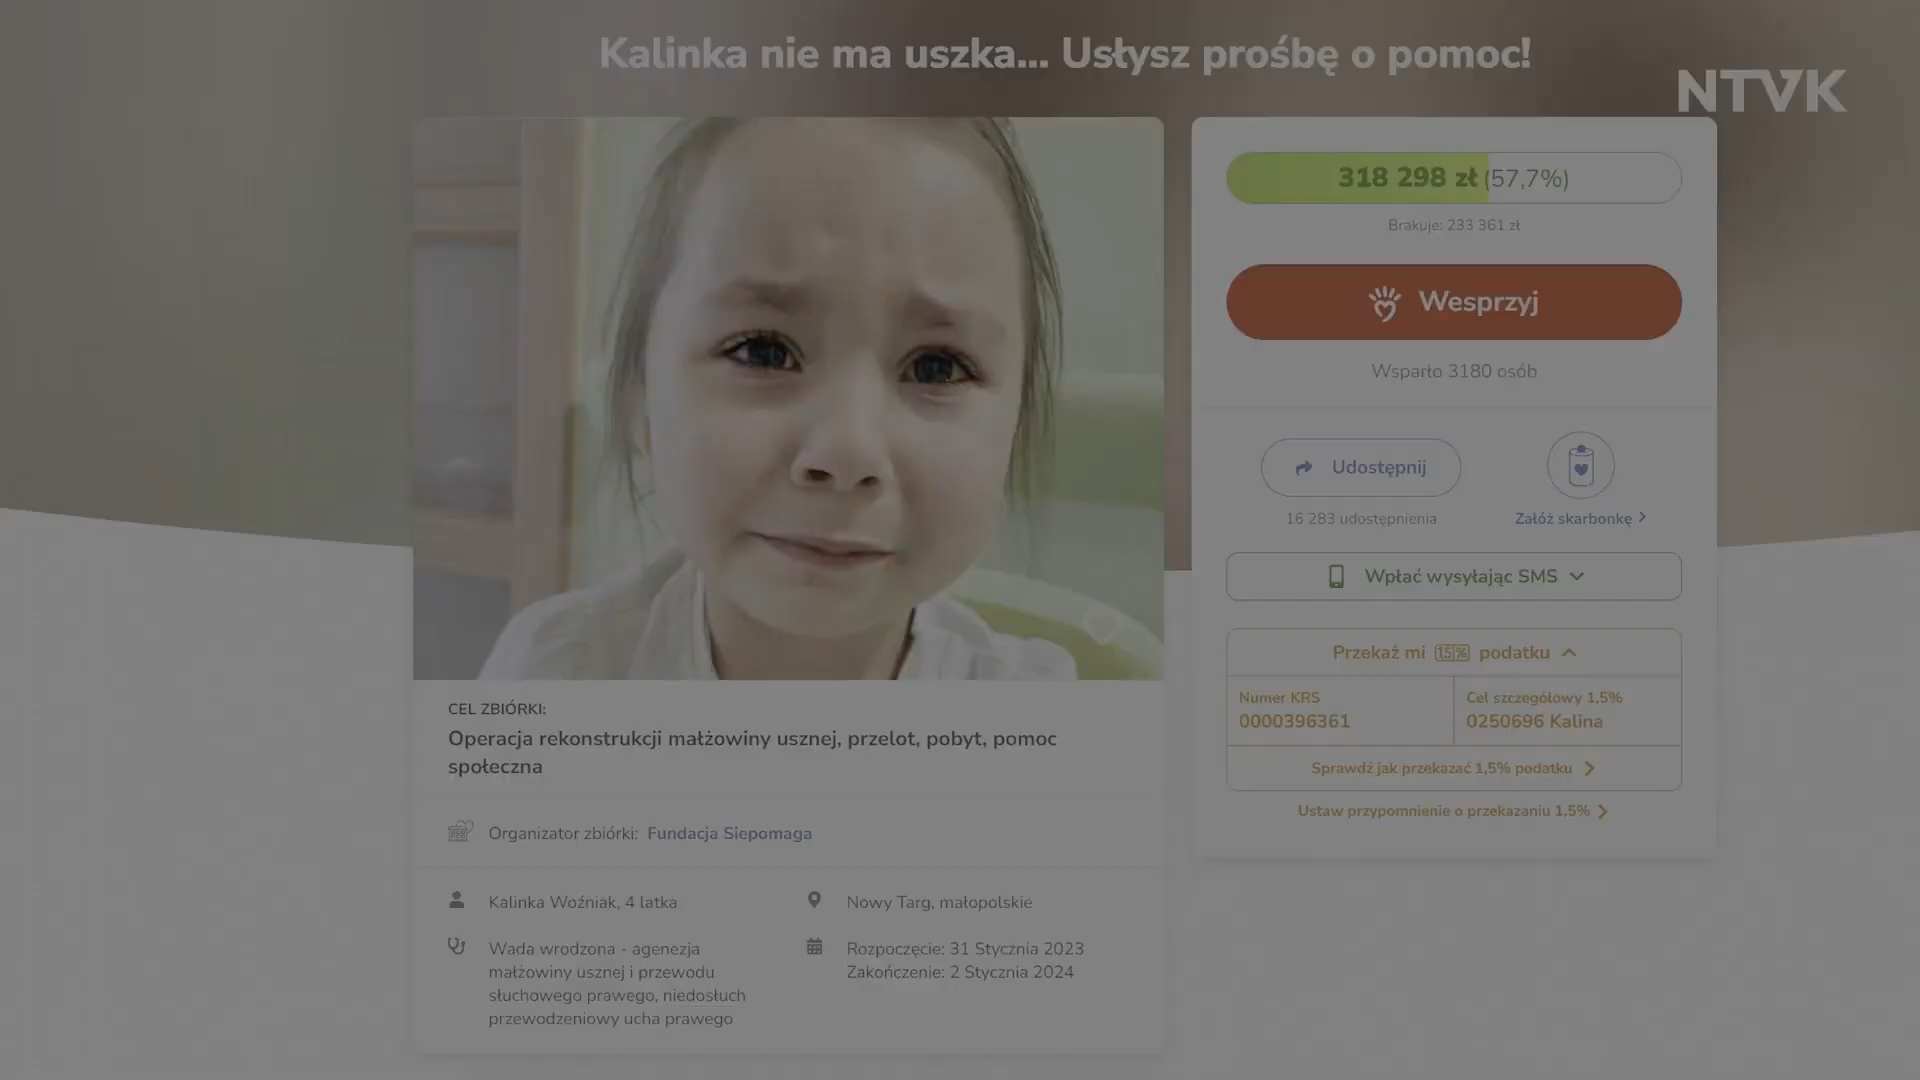 Kalinka nie ma uszka... Usłysz prośbę o pomoc!
NTVK
318 298 zł (57,7%)
Brakuje: 233 361 zł
Wesprzyj
Wsparło 3180 osób
Udostępnij
16 283 udostępnienia
Załóż skarbonkę
Wpłać wysyłając SMS
Przekaż mi 1,5% podatku
Numer KRS
0000396361
Cel szczegółowy 1,5%
0250696 Kalina
Sprawdź jak przekazać 1,5% podatku
Ustaw przypomnienie o przekazaniu 1,5%
CEL ZBIÓRKI:
Operacja rekonstrukcji małżowiny usznej, przelot, pobyt, pomoc
społeczna
Organizator zbiórki: Fundacja Siepomaga
Kalinka Woźniak, 4 latka
Nowy Targ, małopolskie
Wada wrodzona - agenezja
małżowiny usznej i przewodu
słuchowego prawego, niedosłuch
przewodzeniowy ucha prawego
Rozpoczęcie: 31 Stycznia 2023
Zakończenie: 2 Stycznia 2024